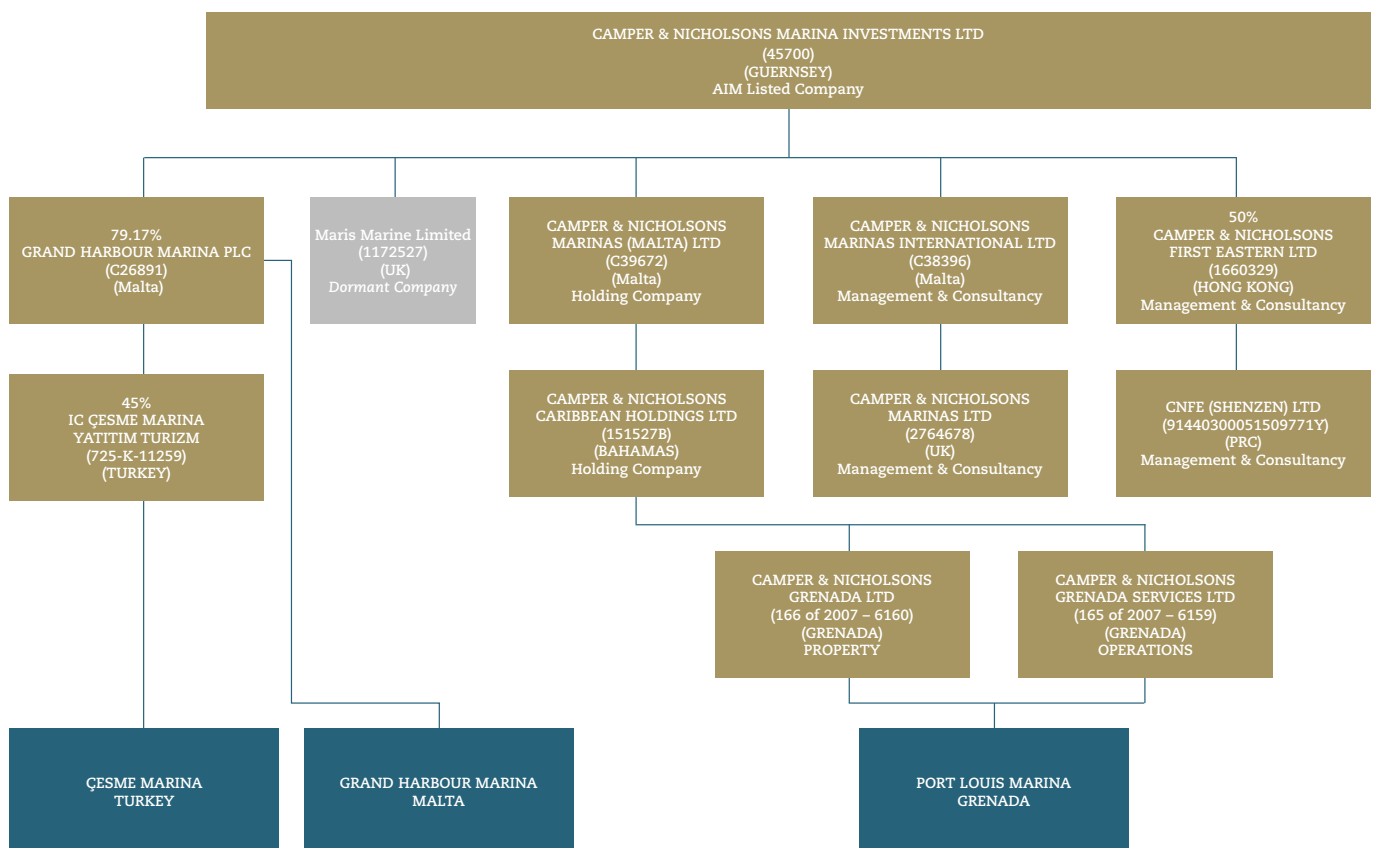 CAMPER & NICHOLSONS MARINA INVESTMENTS LTD
(45700)
(GUERNSEY)
AIM Listed Company
79.17%
GRAND HARBOUR MARINA PLC
(C26891)
(Malta)
Maris Marine Limited
(1172527)
(UK)
Dormant Company
CAMPER & NICHOLSONS
MARINAS (MALTA) LTD
(C39672)
(Malta)
Holding Company
CAMPER & NICHOLSONS
MARINAS INTERNATIONAL LTD
(C38396)
(Malta)
Management & Consultancy
50%
CAMPER & NICHOLSONS
FIRST EASTERN LTD
(1660329)
(HONG KONG)
Management & Consultancy
45%
IC ÇESME MARINA
YATITIM TURIZM
(725-K-11259)
(TURKEY)
CAMPER & NICHOLSONS
CARIBBEAN HOLDINGS LTD
(151527B)
(BAHAMAS)
Holding Company
CAMPER & NICHOLSONS
MARINAS LTD
(2764678)
(UK)
Management & Consultancy
CNFE (SHENZEN) LTD
(91440300051509771Y)
(PRC)
Management & Consultancy
CAMPER & NICHOLSONS
GRENADA LTD
(166 of 2007 – 6160)
(GRENADA)
PROPERTY
CAMPER & NICHOLSONS
GRENADA SERVICES LTD
(165 of 2007 – 6159)
(GRENADA)
OPERATIONS
ÇESME MARINA
TURKEY
GRAND HARBOUR MARINA
MALTA
PORT LOUIS MARINA
GRENADA